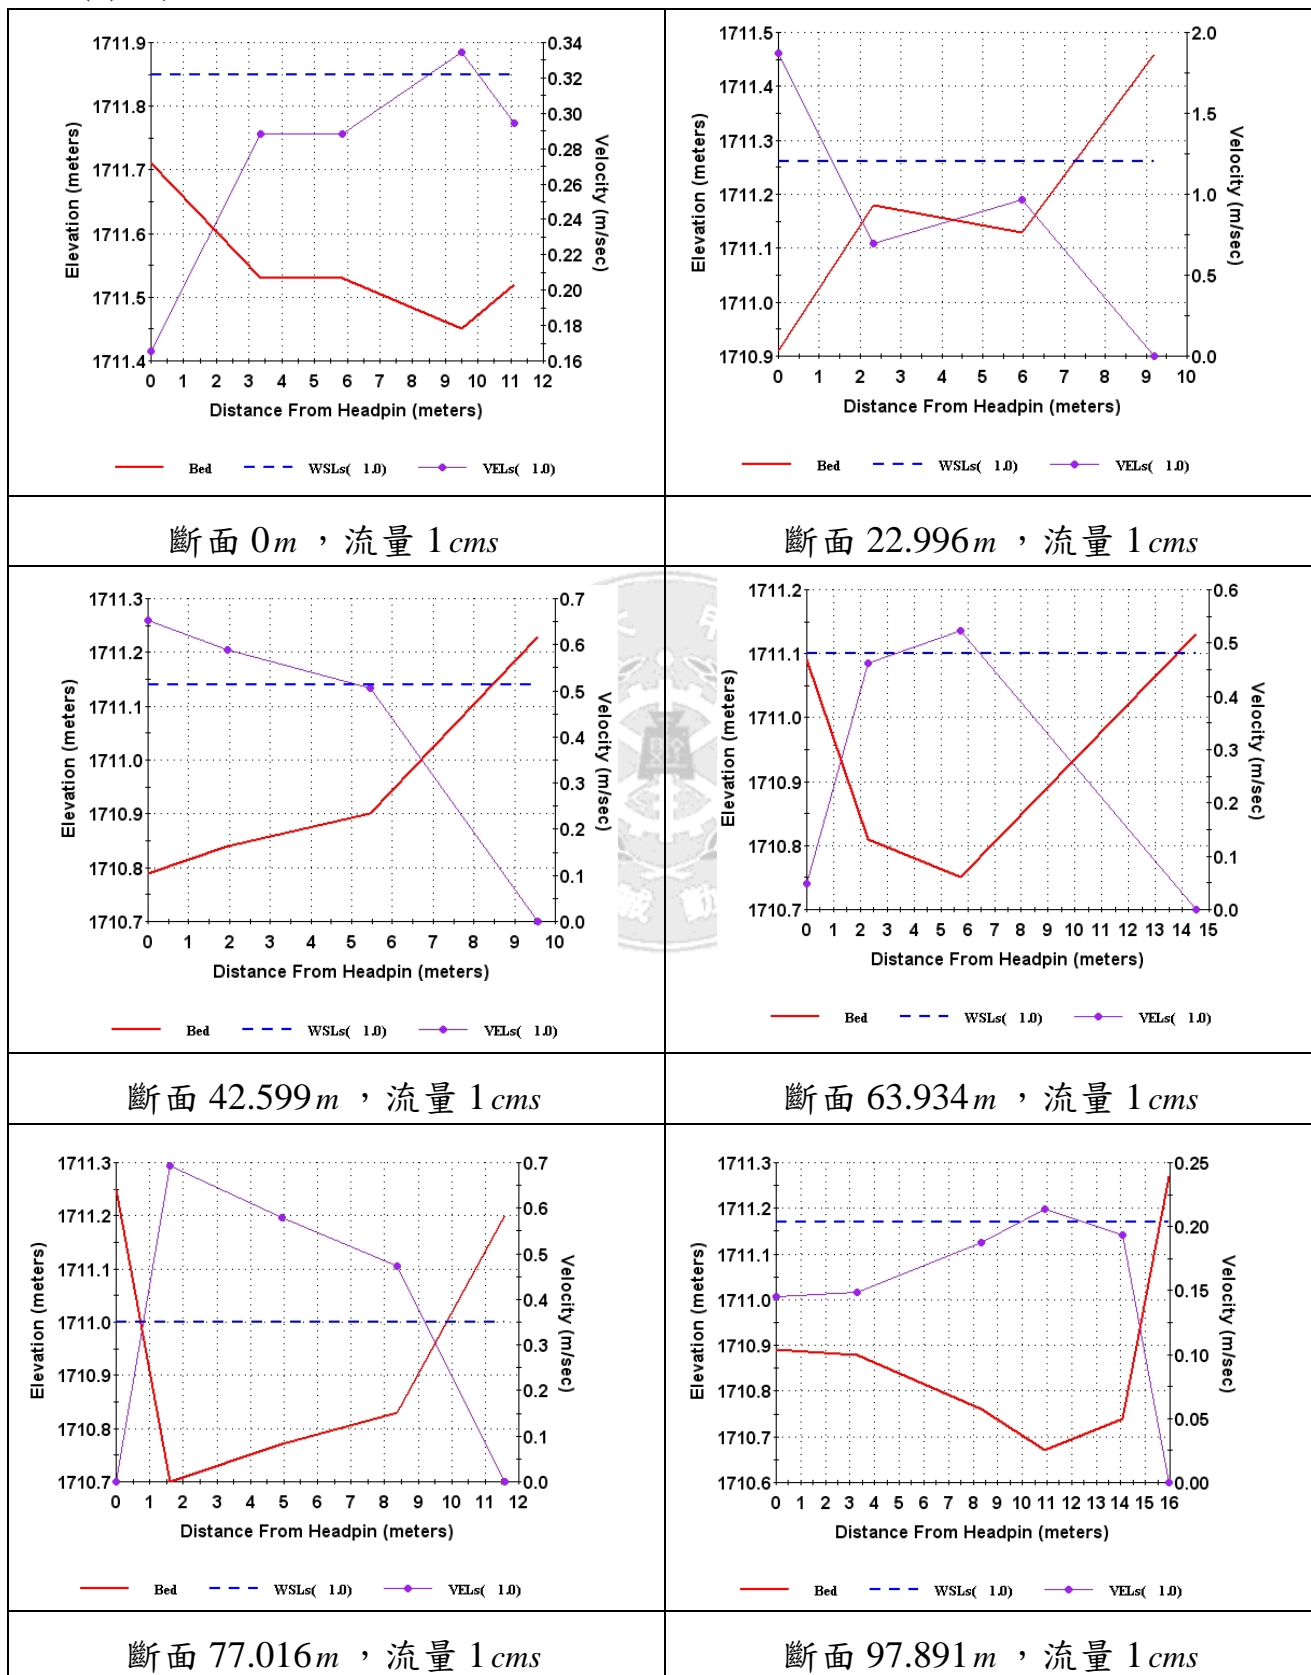 1711.9
1711.8
1711.7
1711.6
1711.5
1711.4
Elevation (meters)
0.34
0.32
0.30
0.28
0.26
0.24
0.22
0.20
0.18
0.16
Velocity (m/sec)
0 1 2 3 4 5 6 7 8 9 10 11 12
Distance From Headpin (meters)
Bed WSLs( 1.0) VELs( 1.0)
斷面 0m，流量 1cms
1711.5
1711.4
1711.3
1711.2
1711.1
1711.0
1710.9
Elevation (meters)
2.0
1.5
1.0
0.5
0.0
Velocity (m/sec)
0 1 2 3 4 5 6 7 8 9 10
Distance From Headpin (meters)
Bed WSLs( 1.0) VELs( 1.0)
斷面 22.996m，流量 1cms
1711.3
1711.2
1711.1
1711.0
1710.9
1710.8
1710.7
Elevation (meters)
0.7
0.6
0.5
0.4
0.3
0.2
0.1
0.0
Velocity (m/sec)
0 1 2 3 4 5 6 7 8 9 10
Distance From Headpin (meters)
Bed WSLs( 1.0) VELs( 1.0)
斷面 42.599m，流量 1cms
1711.2
1711.1
1711.0
1710.9
1710.8
1710.7
Elevation (meters)
0.6
0.5
0.4
0.3
0.2
0.1
0.0
Velocity (m/sec)
0 1 2 3 4 5 6 7 8 9 10 11 12 13 14 15
Distance From Headpin (meters)
Bed WSLs( 1.0) VELs( 1.0)
斷面 63.934m，流量 1cms
1711.3
1711.2
1711.1
1711.0
1710.9
1710.8
1710.7
Elevation (meters)
0.7
0.6
0.5
0.4
0.3
0.2
0.1
0.0
Velocity (m/sec)
0 1 2 3 4 5 6 7 8 9 10 11 12
Distance From Headpin (meters)
Bed WSLs( 1.0) VELs( 1.0)
斷面 77.016m，流量 1cms
1711.3
1711.2
1711.1
1711.0
1710.9
1710.8
1710.7
1710.6
Elevation (meters)
0.25
0.20
0.15
0.10
0.05
0.00
Velocity (m/sec)
0 1 2 3 4 5 6 7 8 9 10 11 12 13 14 15 16
Distance From Headpin (meters)
Bed WSLs( 1.0) VELs( 1.0)
斷面 97.891m，流量 1cms